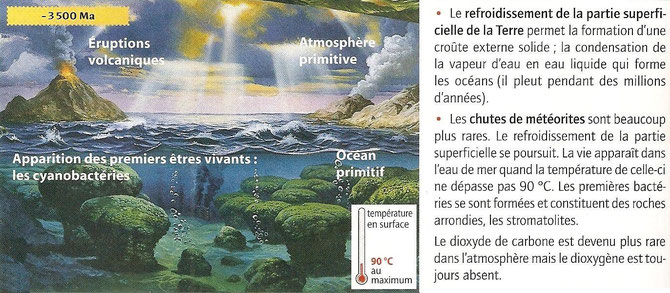 – 3 500 Ma
Éruptions
volcaniques
Atmosphère
primitive
Apparition des premiers êtres vivants :
les cyanobactéries
Océan
primitif
température
en surface
90 °C
au
maximum
• Le refroidissement de la partie superfi-
cielle de la Terre permet la formation d'une
croûte externe solide ; la condensation de
la vapeur d'eau en eau liquide qui forme
les océans (il pleut pendant des millions
d'années).
• Les chutes de météorites sont beaucoup
plus rares. Le refroidissement de la partie
superficielle se poursuit. La vie apparaît dans
l'eau de mer quand la température de celle-ci
ne dépasse pas 90 °C. Les premières bacté-
ries se sont formées et constituent des roches
arrondies, les stromatolites.
Le dioxyde de carbone est devenu plus rare
dans l'atmosphère mais le dioxygène est tou-
jours absent.